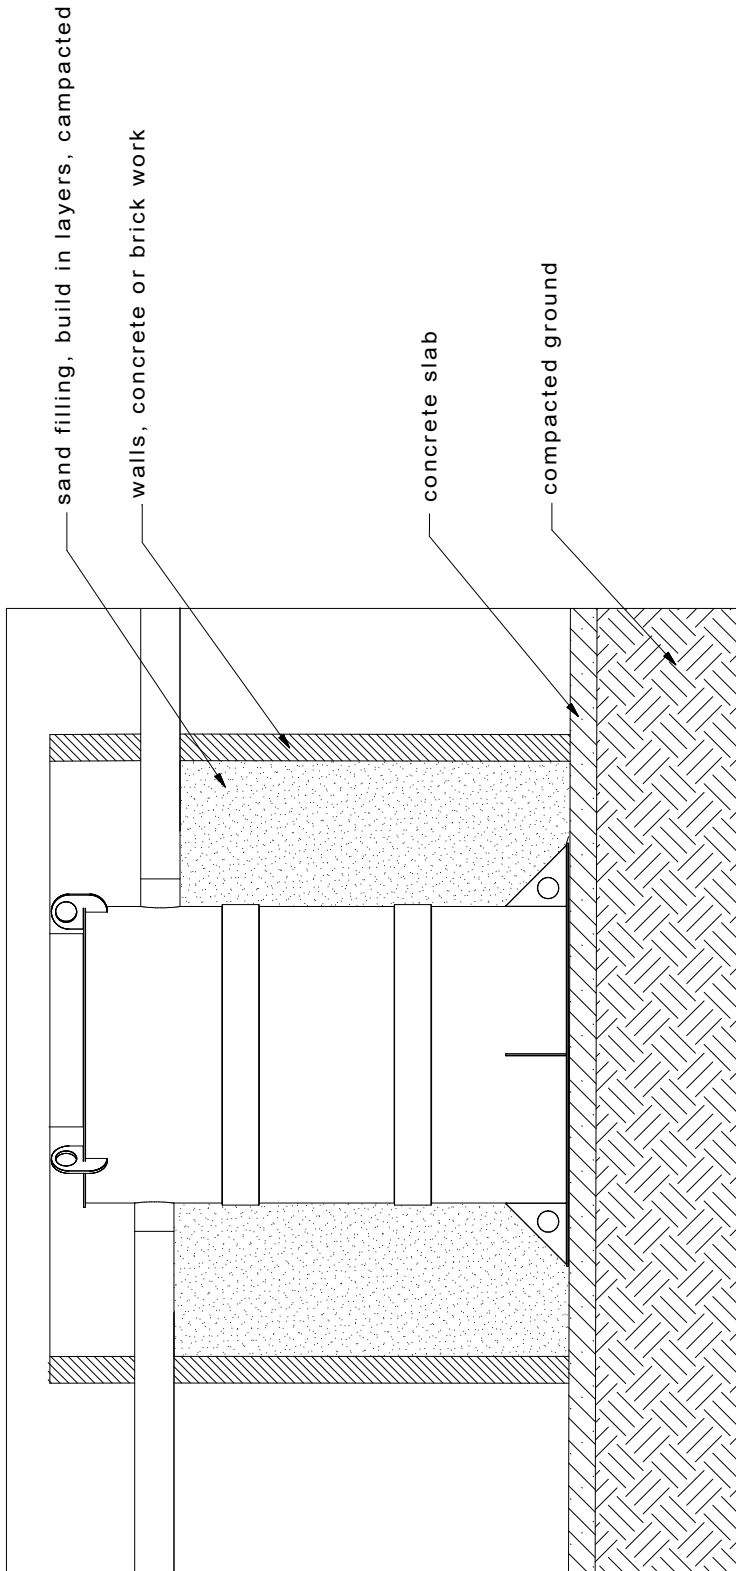 sand filling, build in layers, campacted
walls, concrete or brick work
concrete slab
compacted ground